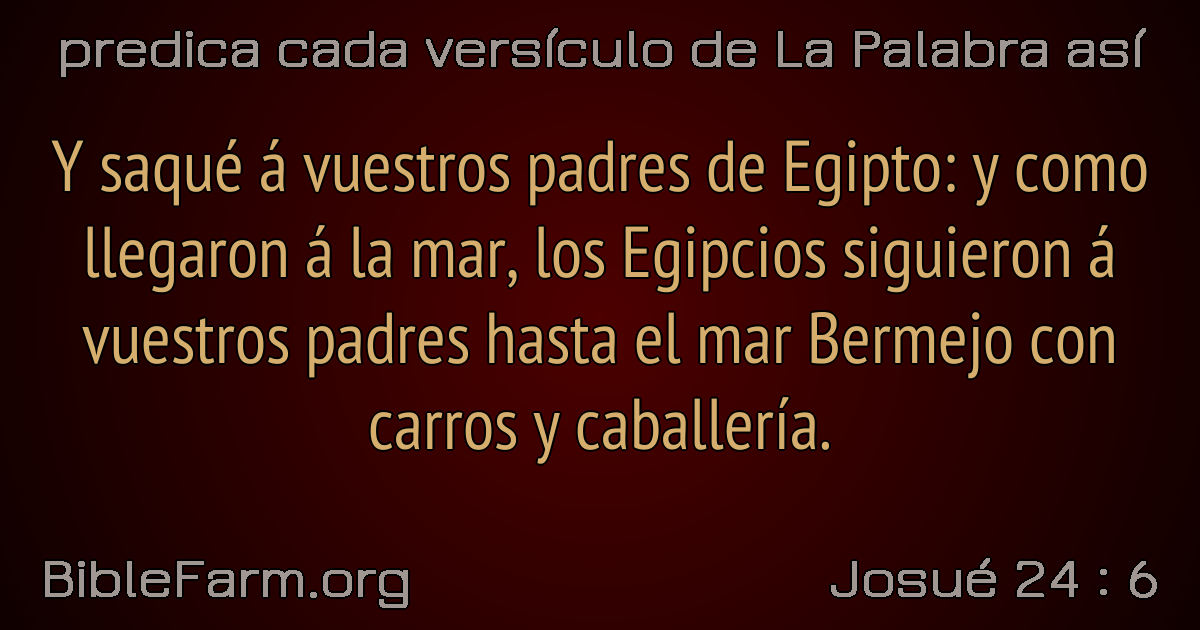 predica cada versículo de La Palabra así
Y saqué á vuestros padres de Egipto: y como
llegaron á la mar, los Egipcios siguieron á
vuestros padres hasta el mar Bermejo con
carros y caballería.
BibleFarm.org
Josué 24 : 6